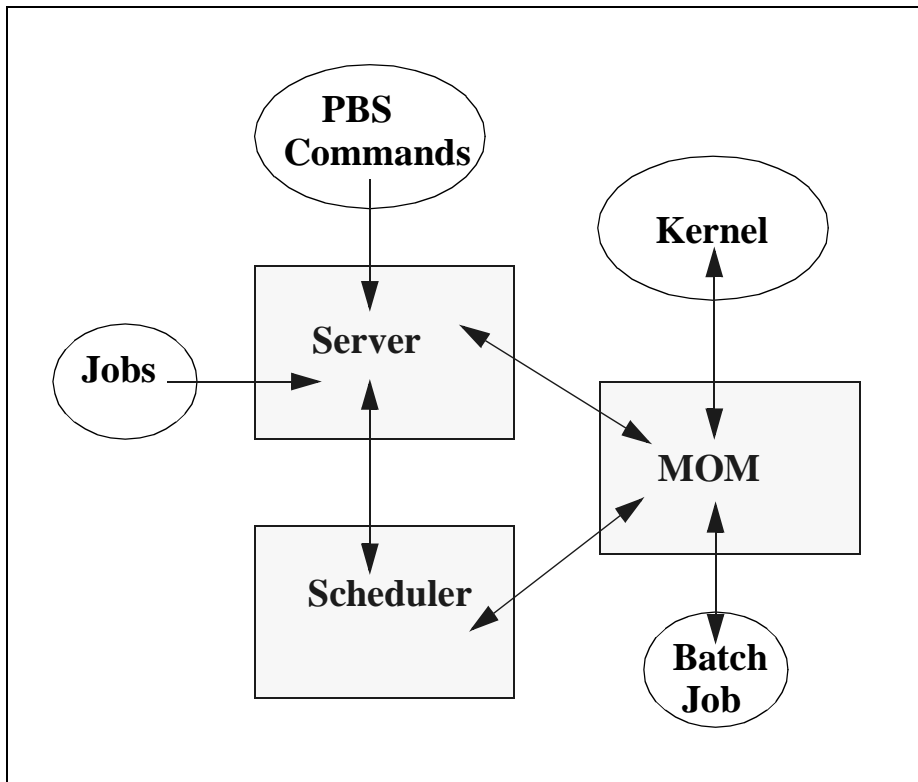 PBS
Commands
Kernel
Server
Jobs
MOM
Scheduler
Batch
Job